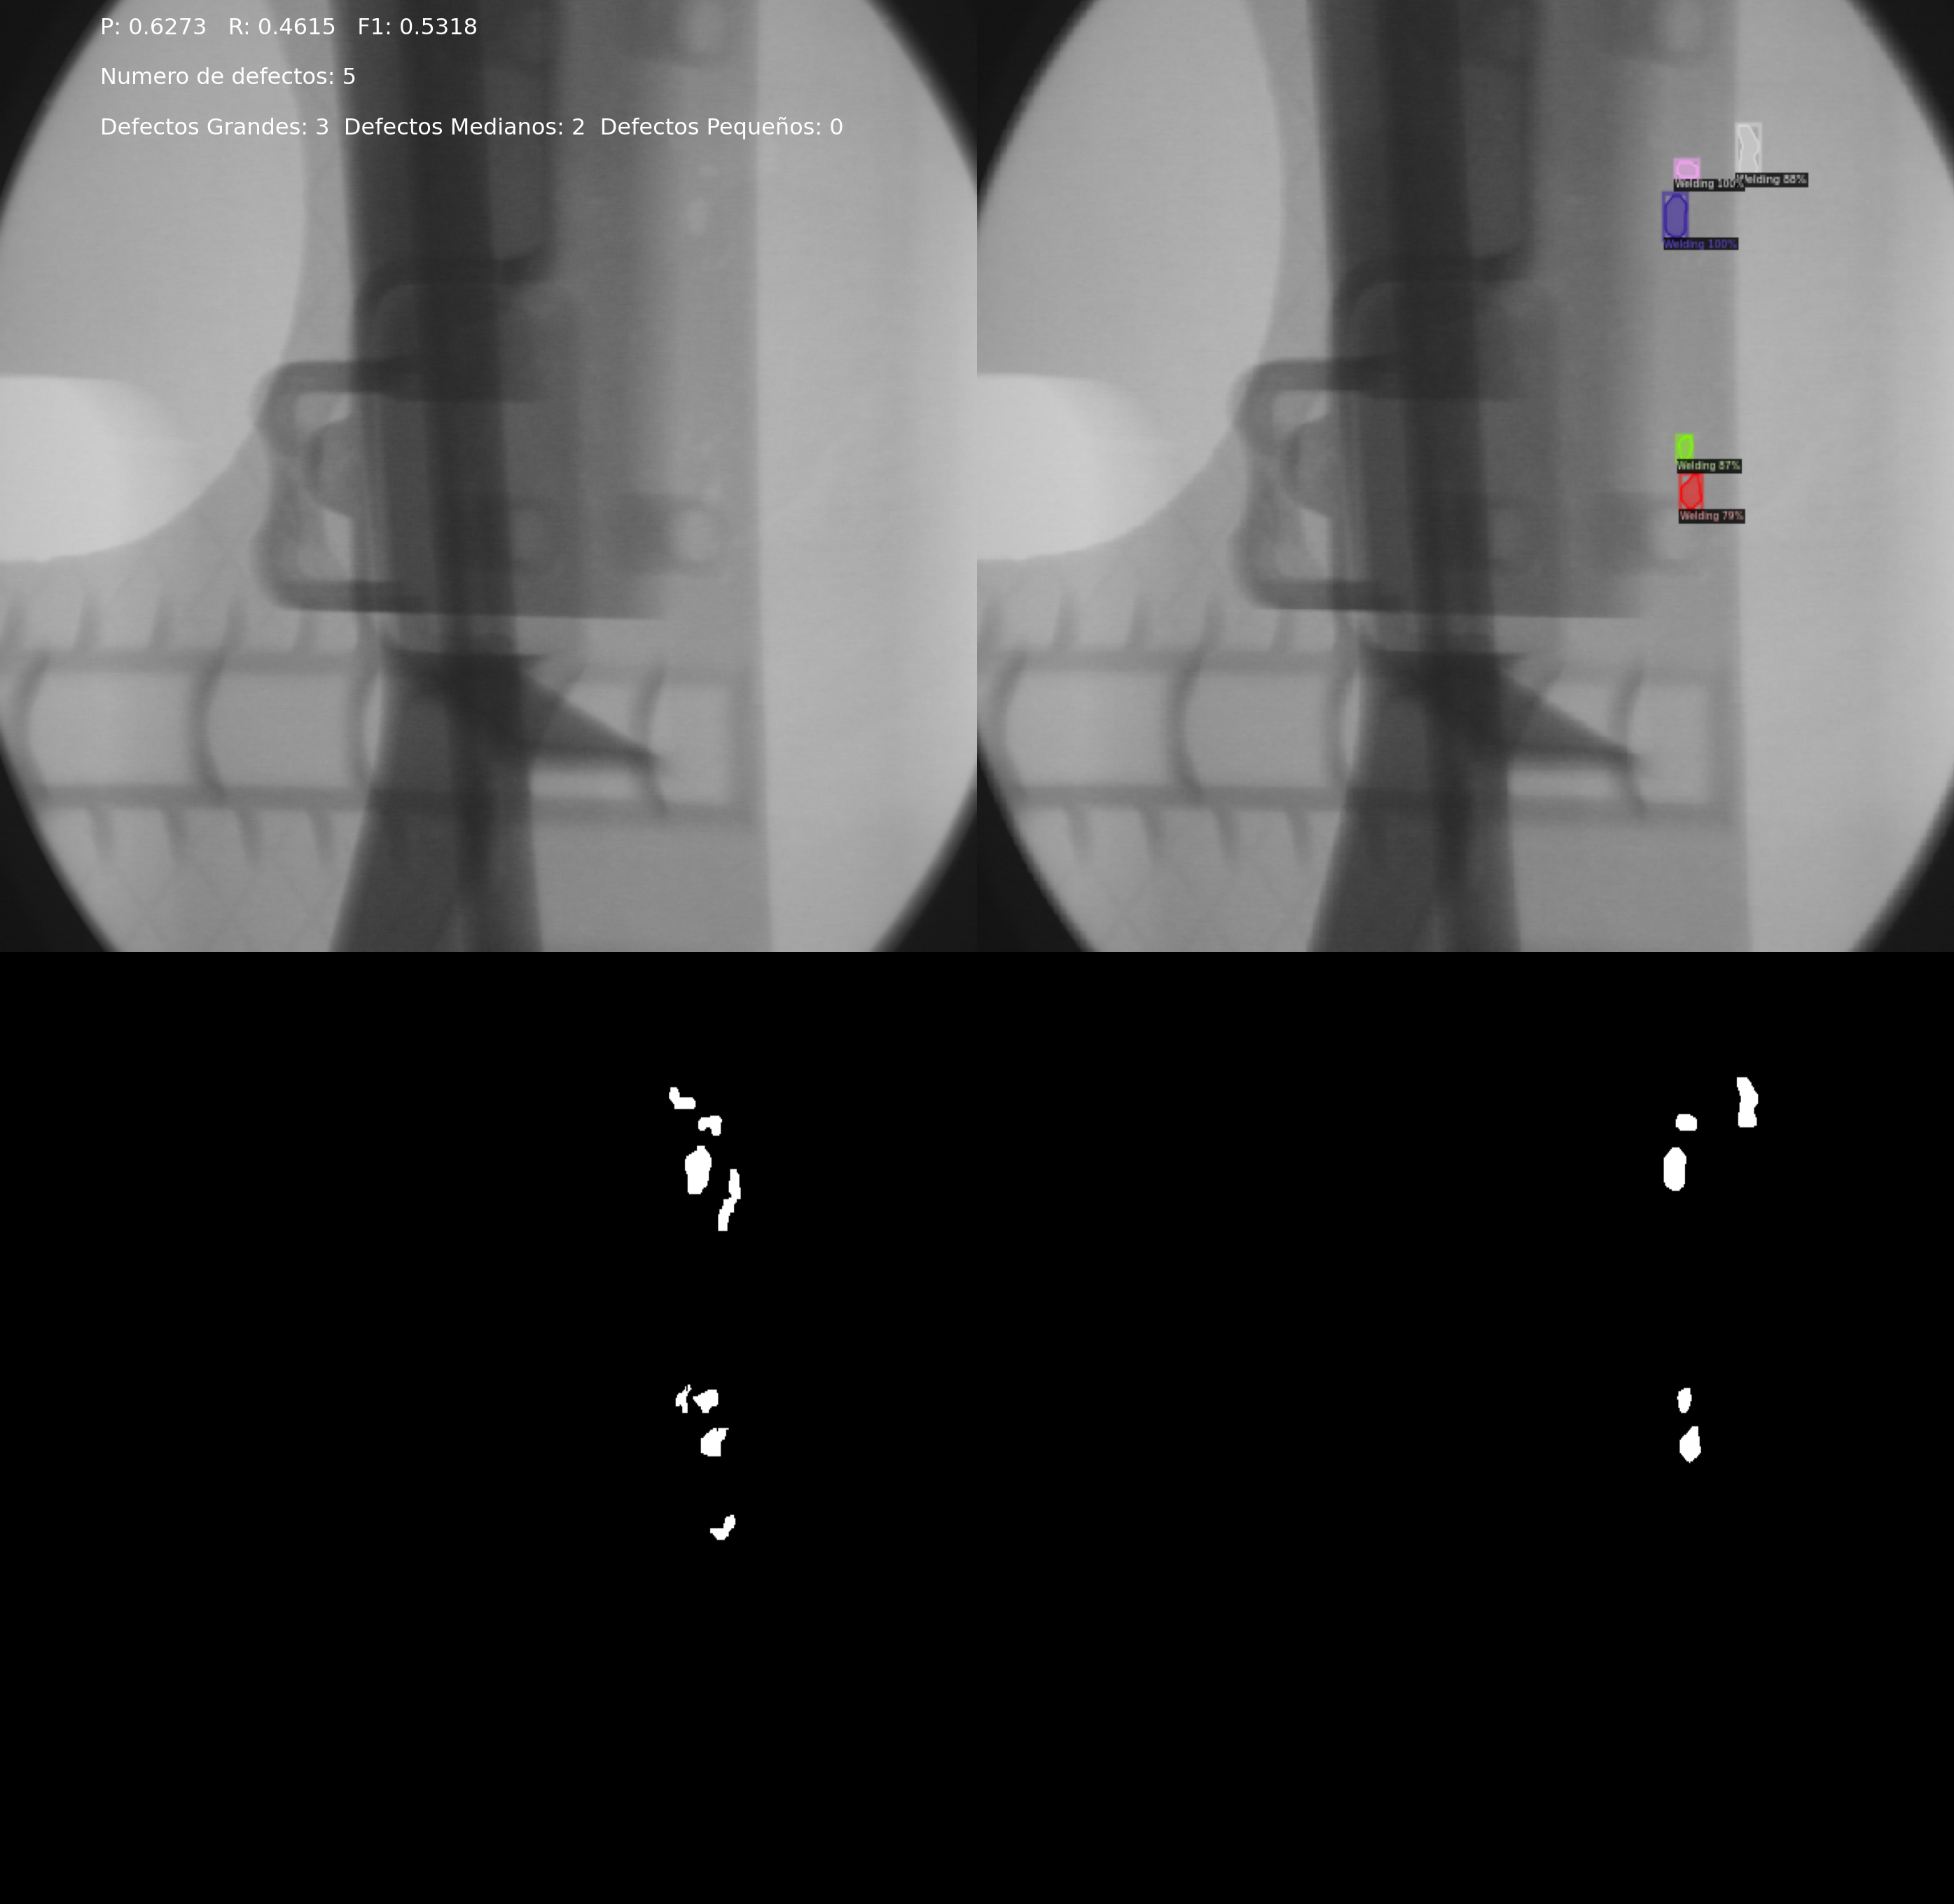 P: 0.6273 R: 0.4615 F1: 0.5318
Numero de defectos: 5
Defectos Grandes: 3 Defectos Medianos: 2 Defectos Pequeños: 0
Welding 88%
Welding 100%
Welding 100%
Welding 87%
Welding 79%